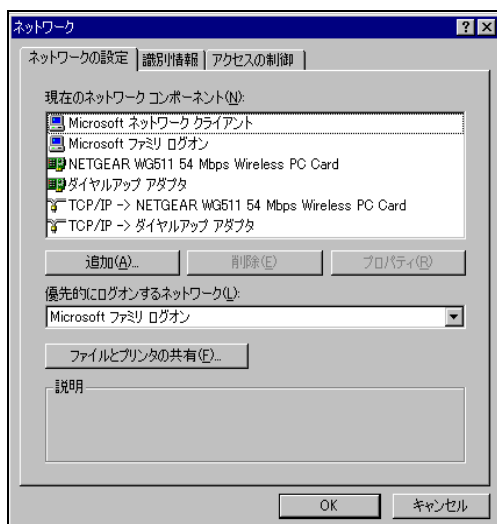 ネットワーク
ネットワークの設定 識別情報 アクセスの制御
現在のネットワーク コンポーネント(N):
Microsoft ネットワーク クライアント
Microsoft ファミリ ログオン
NETGEAR WG511 54 Mbps Wireless PC Card
ダイヤルアップ アダプタ
TCP/IP -> NETGEAR WG511 54 Mbps Wireless PC Card
TCP/IP -> ダイヤルアップ アダプタ
追加(A)... 削除(E) プロパティ(R)
優先的にログオンするネットワーク(L):
Microsoft ファミリ ログオン
ファイルとプリンタの共有(F)...
説明
OK キャンセル